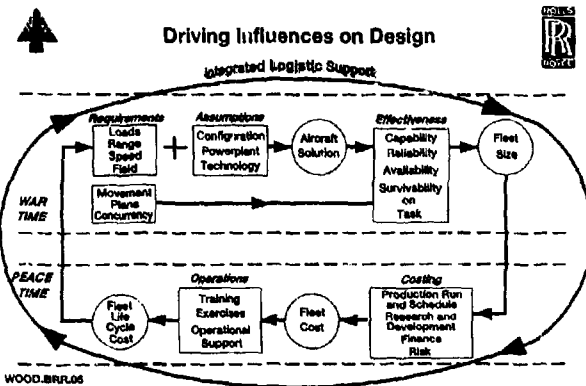 Driving Influences on Design
ROLLS
RR
ROYCE
Integrated Logistic Support
Requirements
Loads
Range
Speed
Field
+
Assumptions
Configuration
Powerplant
Technology
Aircraft
Solution
Effectiveness
Capability
Reliability
Availability
Survivability
on
Task
Fleet
Size
Movement
Plans
Concurrency
WAR
TIME
PEACE
TIME
Fleet
Life
Cycle
Cost
Operations
Training
Exercises
Operational
Support
Fleet
Cost
Costing
Production Run
and Schedule
Research and
Development
Finance
Risk
WOOD.BRR.05